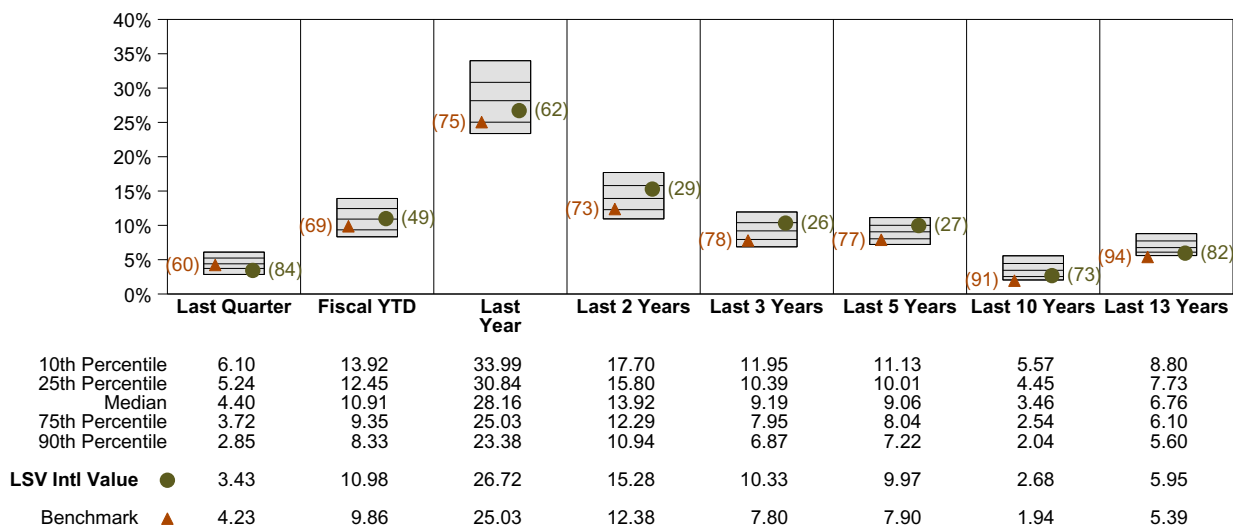 40%
35%
30%
25%
20%
15%
10%
5%
0%
(60) (84)
(69) (49)
(75) (62)
(73) (29)
(78) (26)
(77) (27)
(91) (73)
(94) (82)
Last Quarter Fiscal YTD Last Year Last 2 Years Last 3 Years Last 5 Years Last 10 Years Last 13 Years
10th Percentile 6.10 13.92 33.99 17.70 11.95 11.13 5.57 8.80
25th Percentile 5.24 12.45 30.84 15.80 10.39 10.01 4.45 7.73
Median 4.40 10.91 28.16 13.92 9.19 9.06 3.46 6.76
75th Percentile 3.72 9.35 25.03 12.29 7.95 8.04 2.54 6.10
90th Percentile 2.85 8.33 23.38 10.94 6.87 7.22 2.04 5.60
LSV Intl Value 3.43 10.98 26.72 15.28 10.33 9.97 2.68 5.95
Benchmark 4.23 9.86 25.03 12.38 7.80 7.90 1.94 5.39